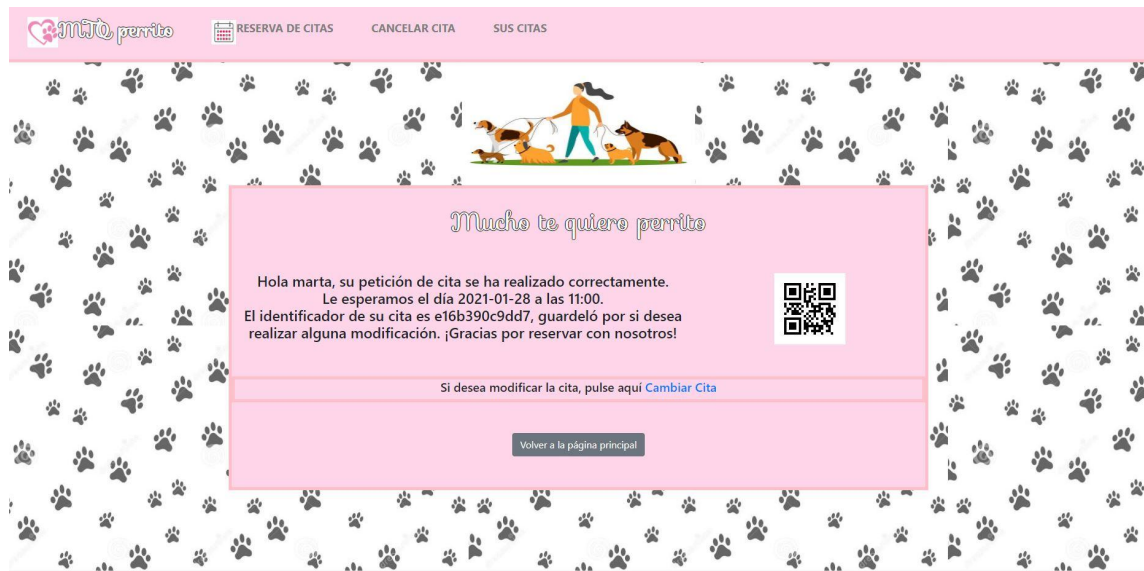 MTQ perrito
RESERVA DE CITAS
CANCELAR CITA
SUS CITAS
Mucho te quiero perrito
Hola marta, su petición de cita se ha realizado correctamente.
Le esperamos el día 2021-01-28 a las 11:00.
El identificador de su cita es e16b390c9dd7, guardeló por si desea
realizar alguna modificación. ¡Gracias por reservar con nosotros!
Si desea modificar la cita, pulse aquí Cambiar Cita
Volver a la página principal